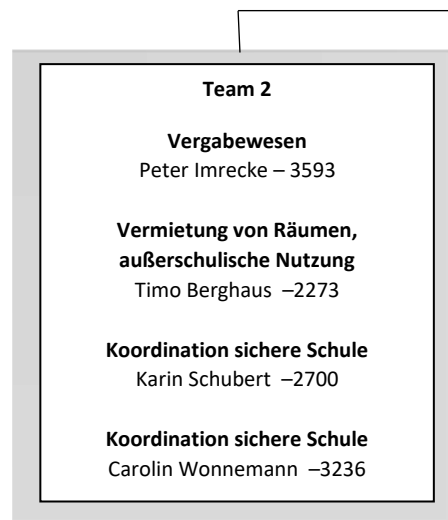 Team 2
Vergabewesen
Peter Imrecke – 3593
Vermietung von Räumen,
außerschulische Nutzung
Timo Berghaus –2273
Koordination sichere Schule
Karin Schubert –2700
Koordination sichere Schule
Carolin Wonnemann –3236